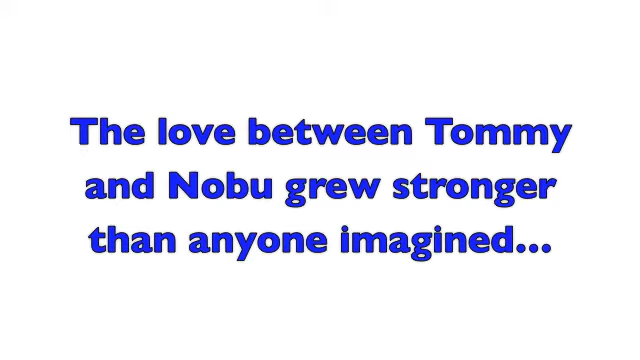 The love between Tommy
and Nobu grew stronger
than anyone imagined...